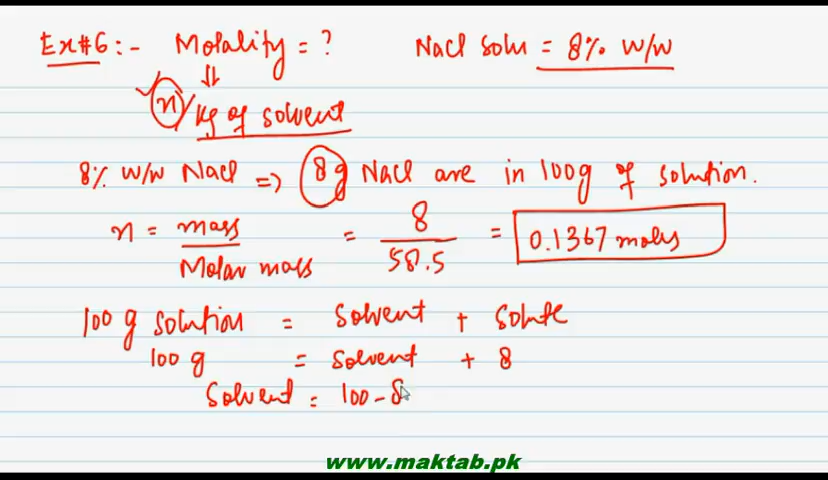 Ex#6:- Molality = ? NaCl Solu = 8% w/w
⇓
n/kg of solvent
8% w/w NaCl => 8g NaCl are in 100g of solution.
n = mass/Molar mass = 8/58.5 = 0.1367 moles
100 g solution = Solvent + Solute
100 g = Solvent + 8
Solvent = 100 - 8
www.maktab.pk